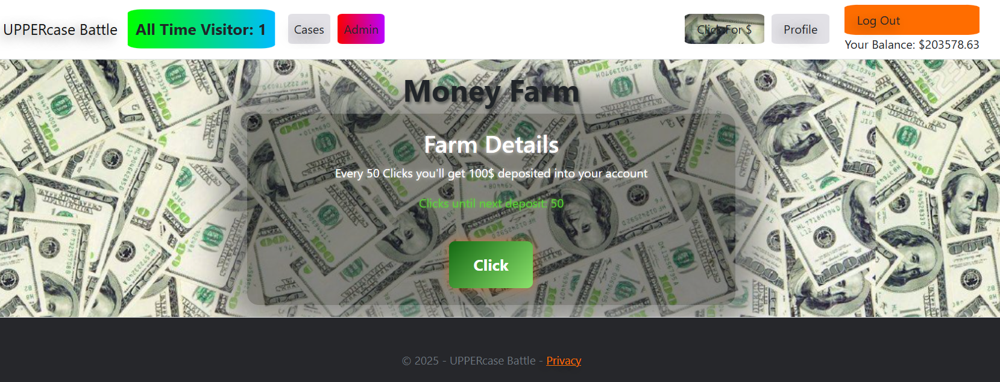 UPPERcase Battle
All Time Visitor: 1
Cases
Admin
Click For $
Profile
Log Out
Your Balance: $203578.63
Money Farm
Farm Details
Every 50 Clicks you'll get 100$ deposited into your account
Clicks until next deposit: 50
Click
© 2025 - UPPERcase Battle - Privacy